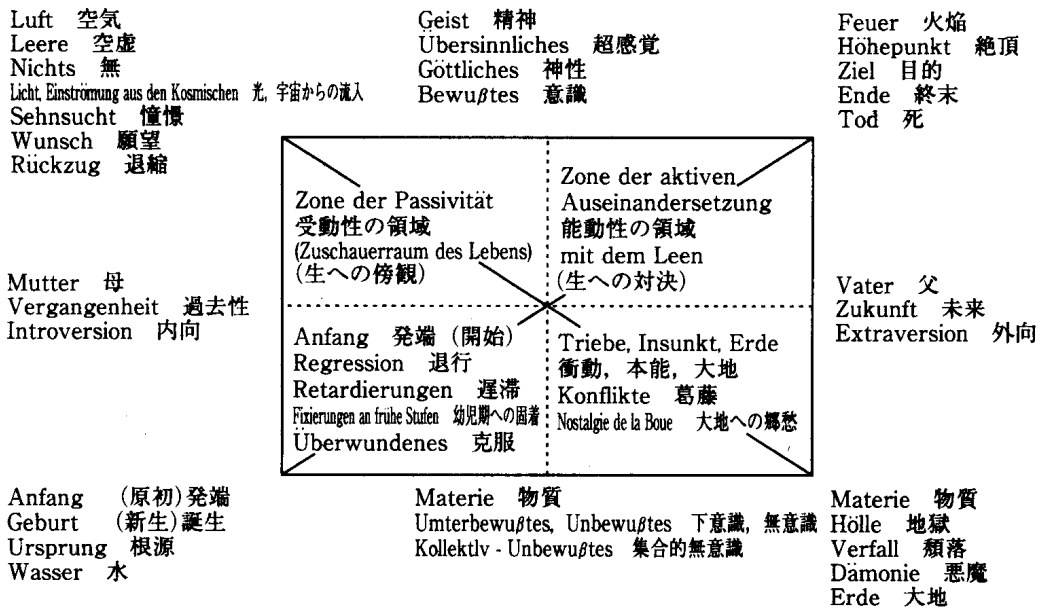 Luft 空気
Leere 空虚
Nichts 無
Licht, Einströmung aus den Kosmischen 光, 宇宙からの流入
Sehnsucht 憧憬
Wunsch 願望
Rückzug 退縮
Geist 精神
Übersinnliches 超感覚
Göttliches 神性
Bewußtes 意識
Feuer 火焔
Höhepunkt 絶頂
Ziel 目的
Ende 終末
Tod 死
Zone der Passivität
受動性の領域
(Zuschauerraum des Lebens)
(生への傍観)
Zone der aktiven
Auseinandersetzung
能動性の領域
mit dem Leen
(生への対決)
Mutter 母
Vergangenheit 過去性
Introversion 内向
Vater 父
Zukunft 未来
Extraversion 外向
Anfang 発端 (開始)
Regression 退行
Retardierungen 遅滞
Fixierungen an frühe Stufen 幼児期への固着
Überwundenes 克服
Triebe, Insunkt, Erde
衝動, 本能, 大地
Konflikte 葛藤
Nostalgie de la Boue 大地への郷愁
Anfang (原初)発端
Geburt (新生)誕生
Ursprung 根源
Wasser 水
Materie 物質
Umterbewußtes, Unbewußtes 下意識, 無意識
Kollektlv - Unbewußtes 集合的無意識
Materie 物質
Hölle 地獄
Verfall 頽落
Dämonie 悪魔
Erde 大地